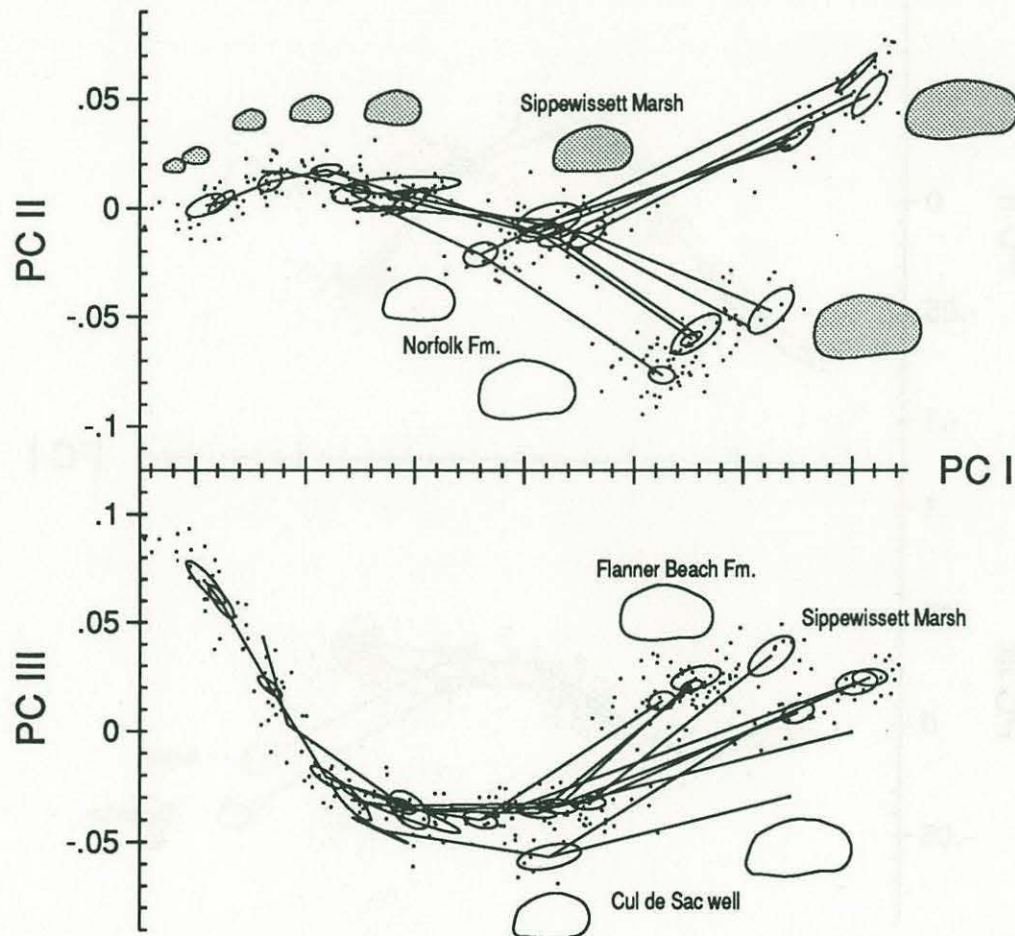 .05
0
-.05
-.1
PC II
Sippewissett Marsh
Norfolk Fm.
PC I
.1
.05
0
-.05
PC III
Flanner Beach Fm.
Sippewissett Marsh
Cul de Sac well